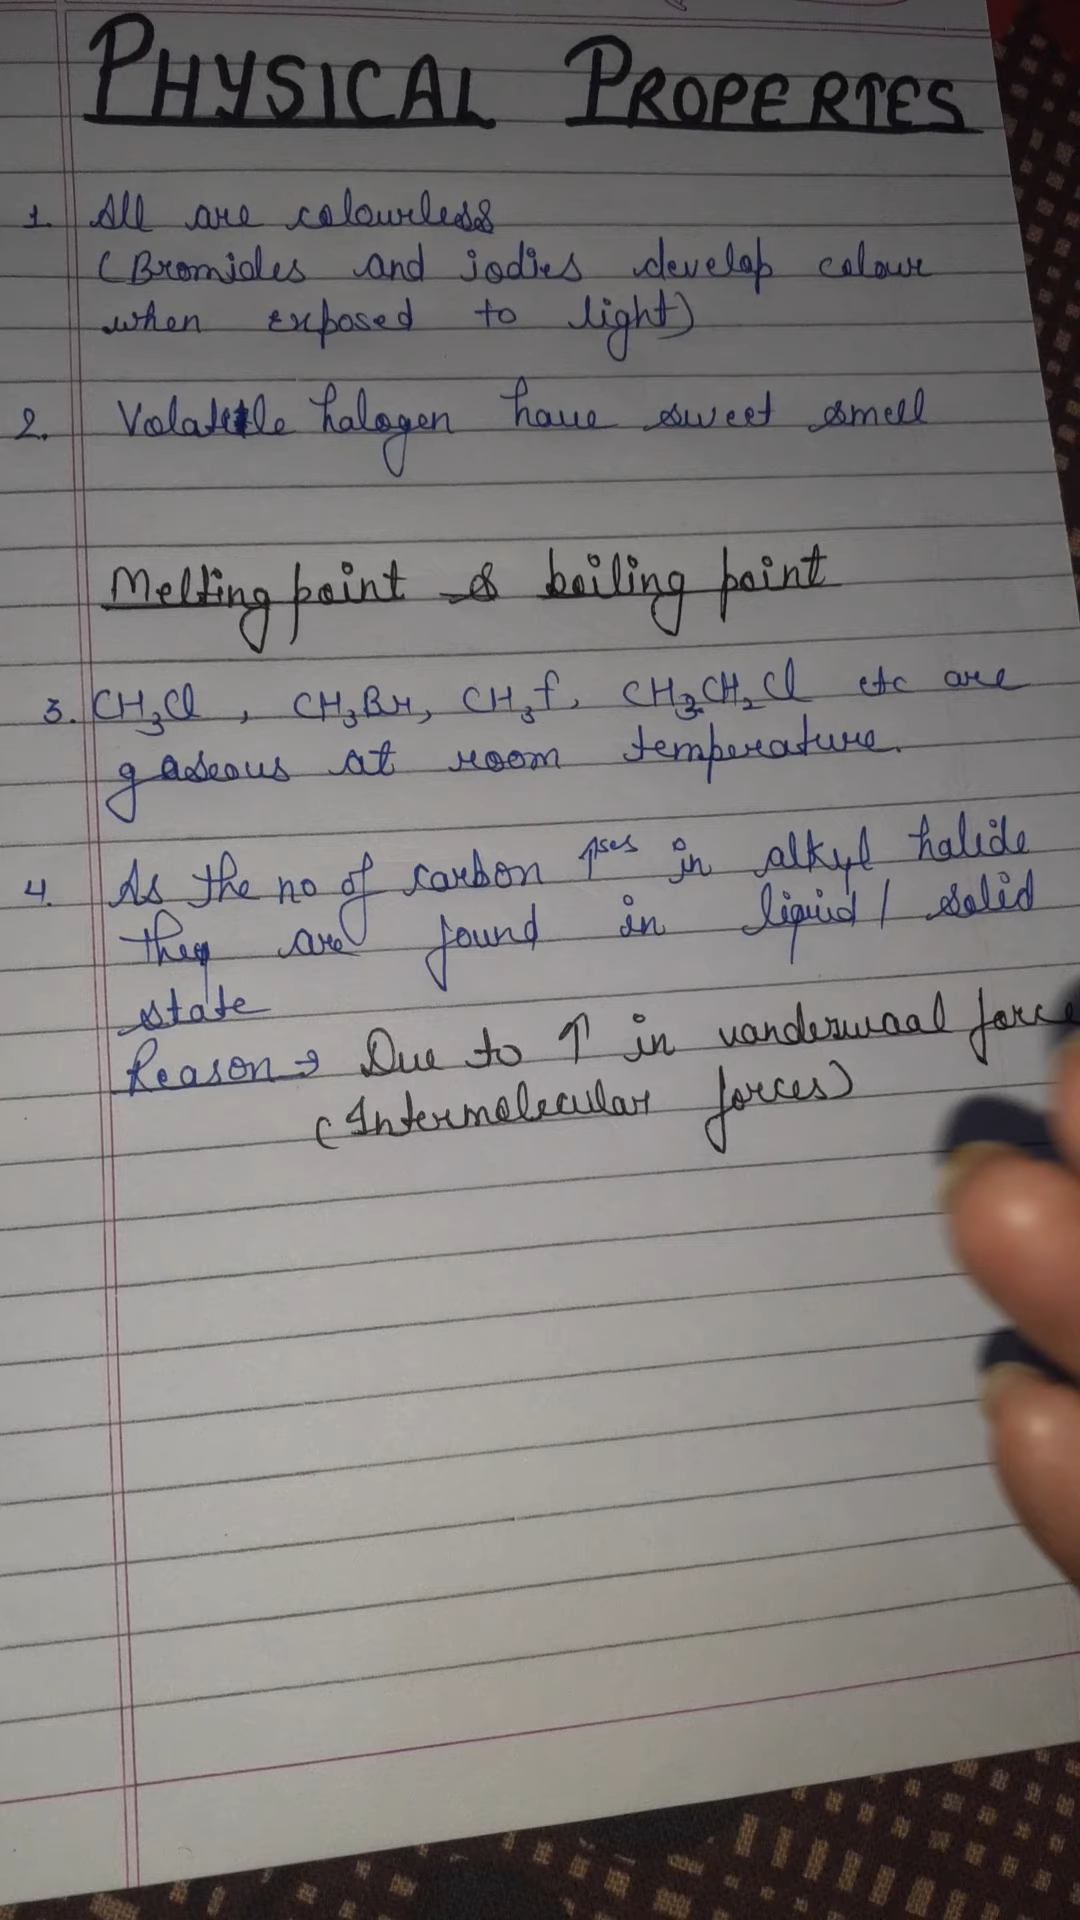 PHYSICAL PROPERTES
1. All are colourless
(Bromides and iodies develop colour
when exposed to light)
2. Volatile halogen have sweet smell
Melting point & boiling point
3. CH₃Cl, CH₃Br, CH₃f, CH₃CH₂Cl etc are
gaseous at room temperature.
4. As the no of carbon ↑ses in alkyl halide
they are found in liquid / solid
state
Reason → Due to ↑ in vanderwaal force
(Intermolecular forces)